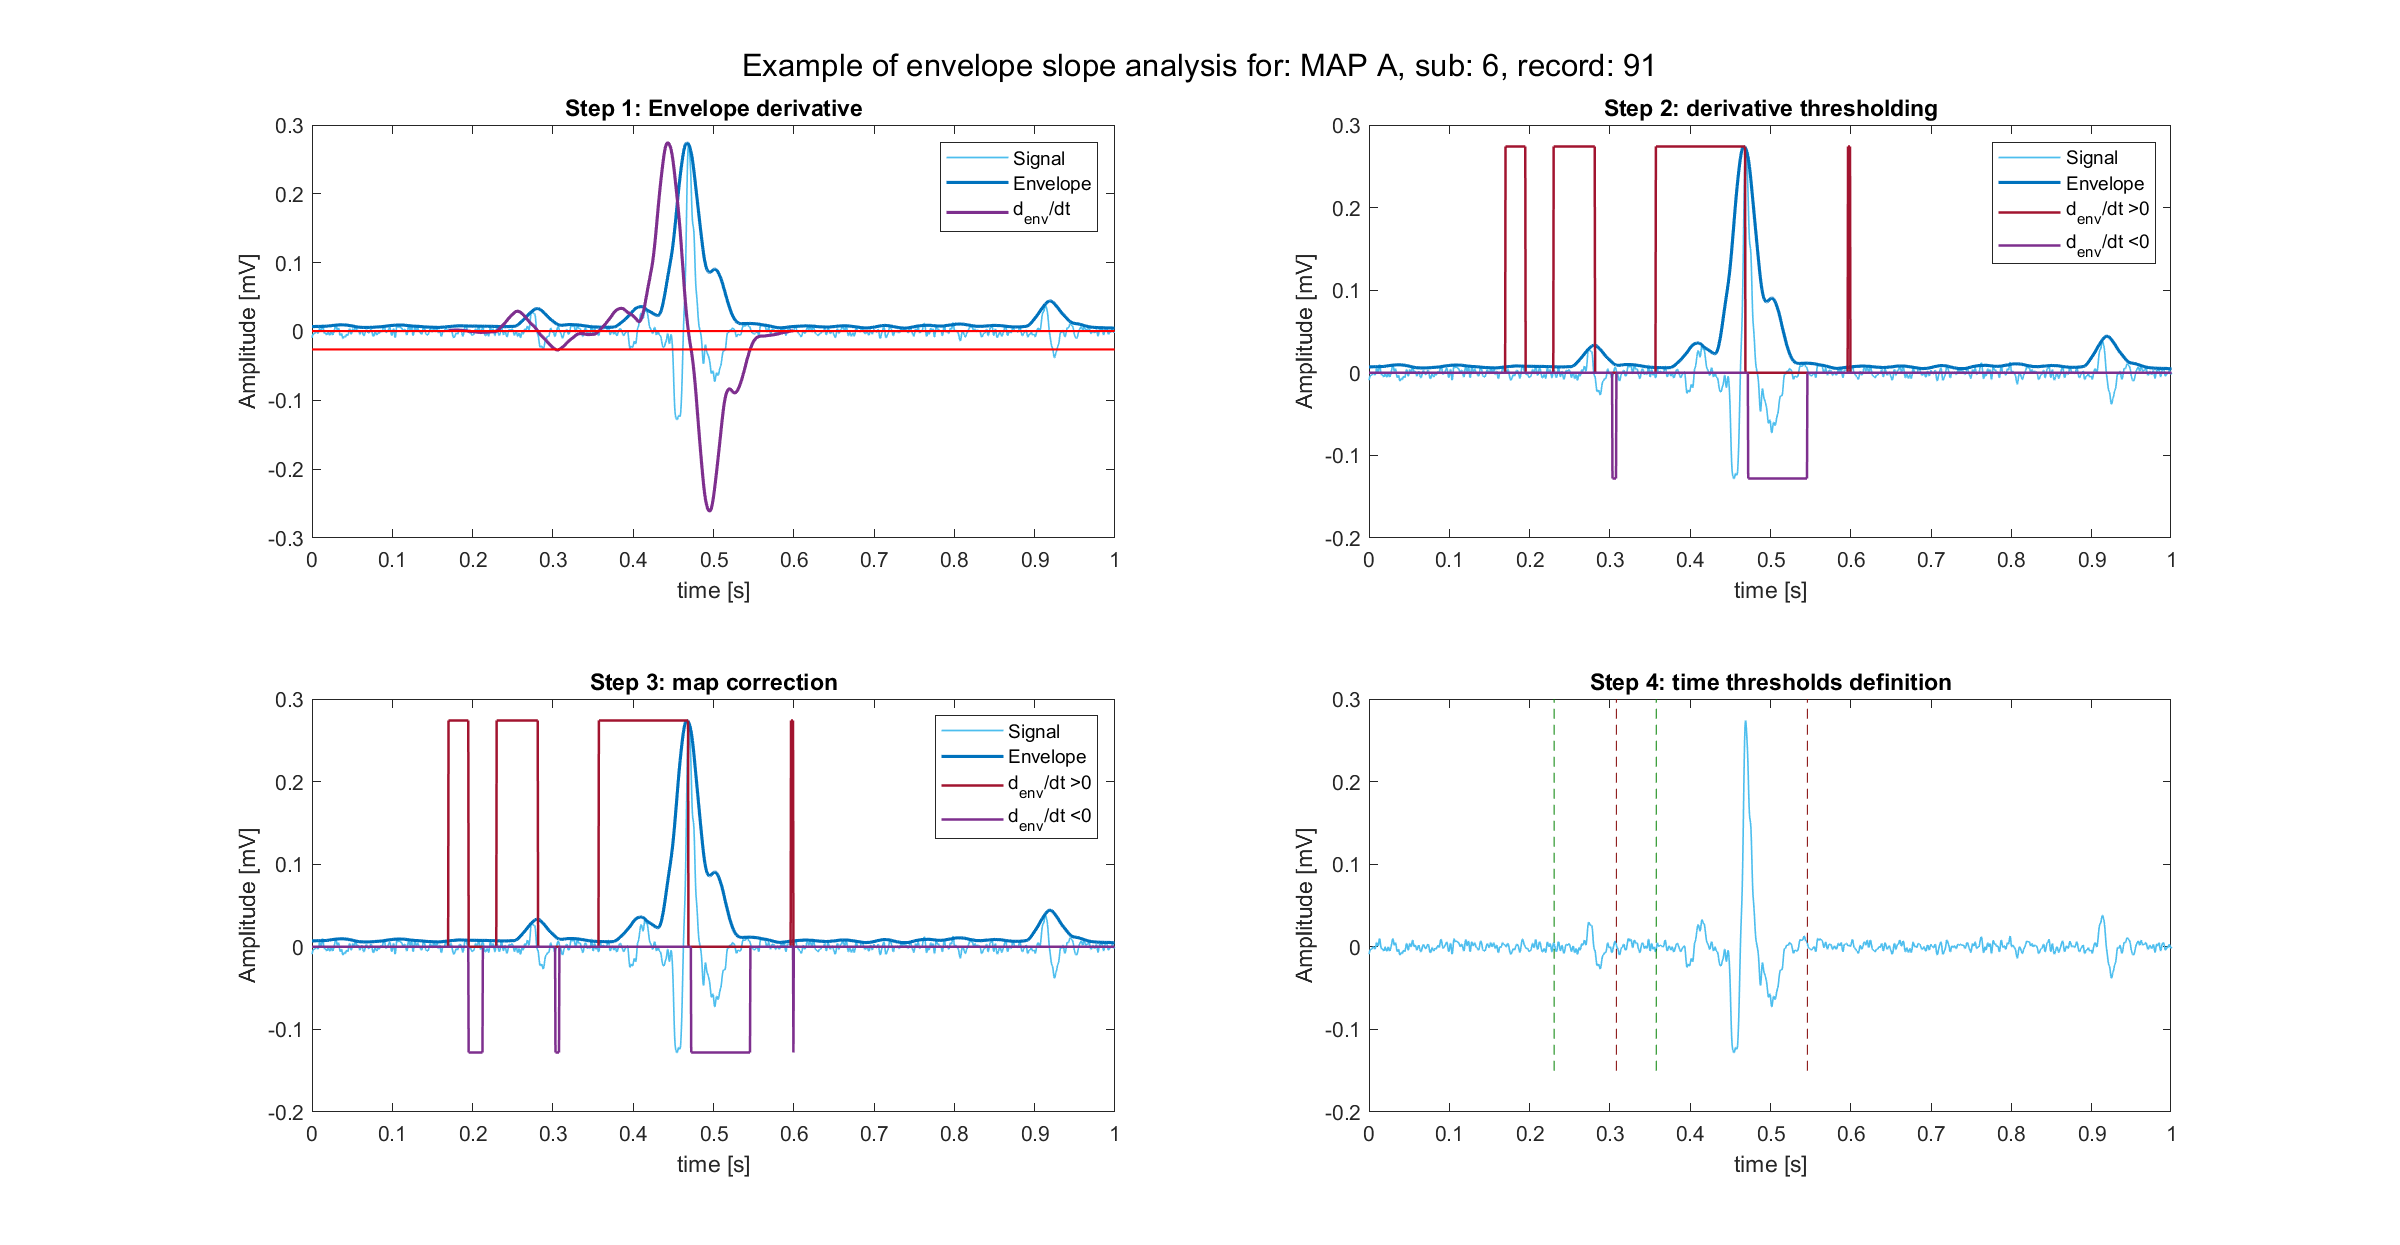 Example of envelope slope analysis for: MAP A, sub: 6, record: 91
Step 1: Envelope derivative
0.3
0.2
0.1
0
-0.1
-0.2
-0.3
Amplitude [mV]
0 0.1 0.2 0.3 0.4 0.5 0.6 0.7 0.8 0.9 1
time [s]
Signal
Envelope
d_env/dt
Step 2: derivative thresholding
0.3
0.2
0.1
0
-0.1
-0.2
Amplitude [mV]
0 0.1 0.2 0.3 0.4 0.5 0.6 0.7 0.8 0.9 1
time [s]
Signal
Envelope
d_env/dt >0
d_env/dt <0
Step 3: map correction
0.3
0.2
0.1
0
-0.1
-0.2
Amplitude [mV]
0 0.1 0.2 0.3 0.4 0.5 0.6 0.7 0.8 0.9 1
time [s]
Signal
Envelope
d_env/dt >0
d_env/dt <0
Step 4: time thresholds definition
0.3
0.2
0.1
0
-0.1
-0.2
Amplitude [mV]
0 0.1 0.2 0.3 0.4 0.5 0.6 0.7 0.8 0.9 1
time [s]